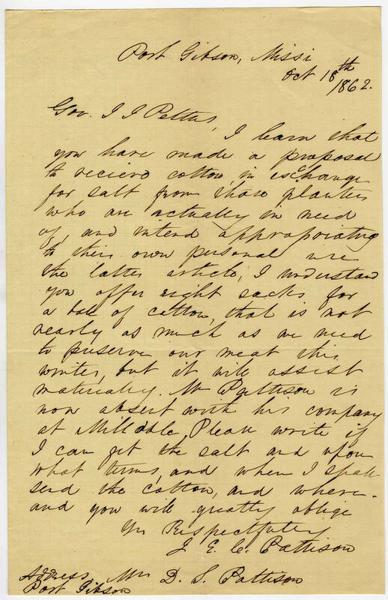 Port Gibson, Missi
Oct 18th
1862.
Gov. J J Pettus,
I learn that
you have made a proposal
to recieve cotton, in exchange
for salt from those planters
who are actually in need
of, and intend appropriating
to their own personal use
the latter article, I understand
you offer eight sacks for
a bale of cotton, that is not
nearly as much as we need
to preserve our meat this
winter, but it will assist
materially. Mr Pattison is
now absent with his company
at Please write if
I can get the salt and upon
what terms, and when I shall
send the cotton, and where,
and you will greatly oblige
Yrs Respectfully
J. E. C. Pattison
Address, Mrs D. S. Pattison
Port Gibson